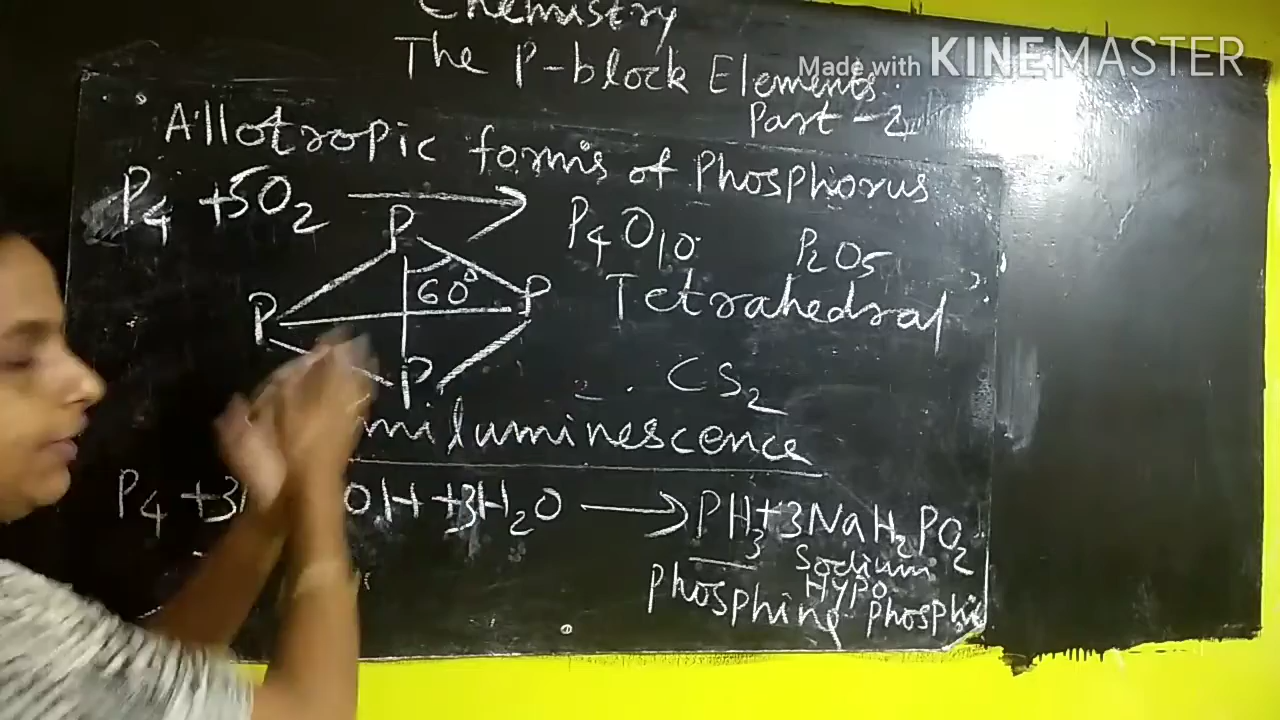 Chemistry
The P-block Elements
Made with KINEMASTER
Part-2
Allotropic forms of Phosphorus
P4 +5O2 → P4O10 P2O5
P
P 60° P
P
Tetrahedral
CS2
miluminescence
P4 +3 OH +3H2O → PH3+3NaH2PO2
Phosphine Sodium
Hypo